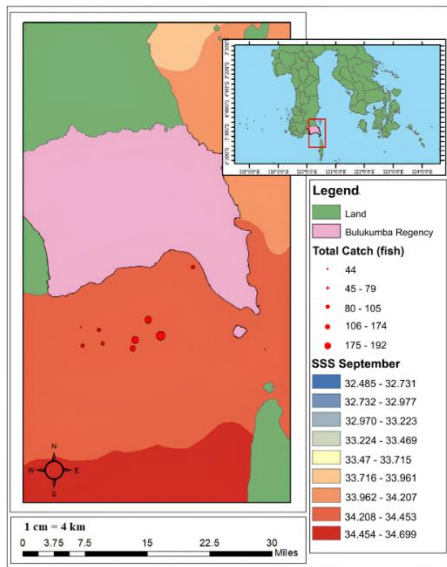 Legend
Land
Bulukumba Regency
Total Catch (fish)
44
45 - 79
80 - 105
106 - 174
175 - 192
SSS September
32.485 - 32.731
32.732 - 32.977
32.970 - 33.223
33.224 - 33.469
33.47 - 33.715
33.716 - 33.961
33.962 - 34.207
34.208 - 34.453
34.454 - 34.699
N
W E
S
1 cm = 4 km
0 3.75 7.5 15 22.5 30
Miles